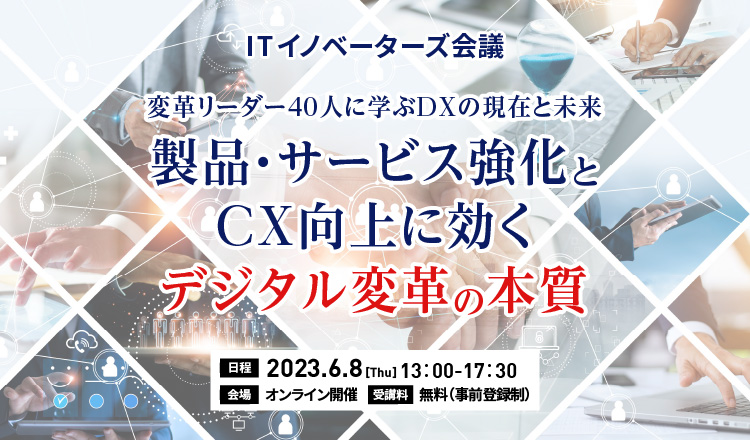 ITイノベーターズ会議
変革リーダー40人に学ぶDXの現在と未来
製品・サービス強化と
CX向上に効く
デジタル変革の本質
日程 2023.6.8[Thu]13:00-17:30
会場 オンライン開催 受講料 無料(事前登録制)